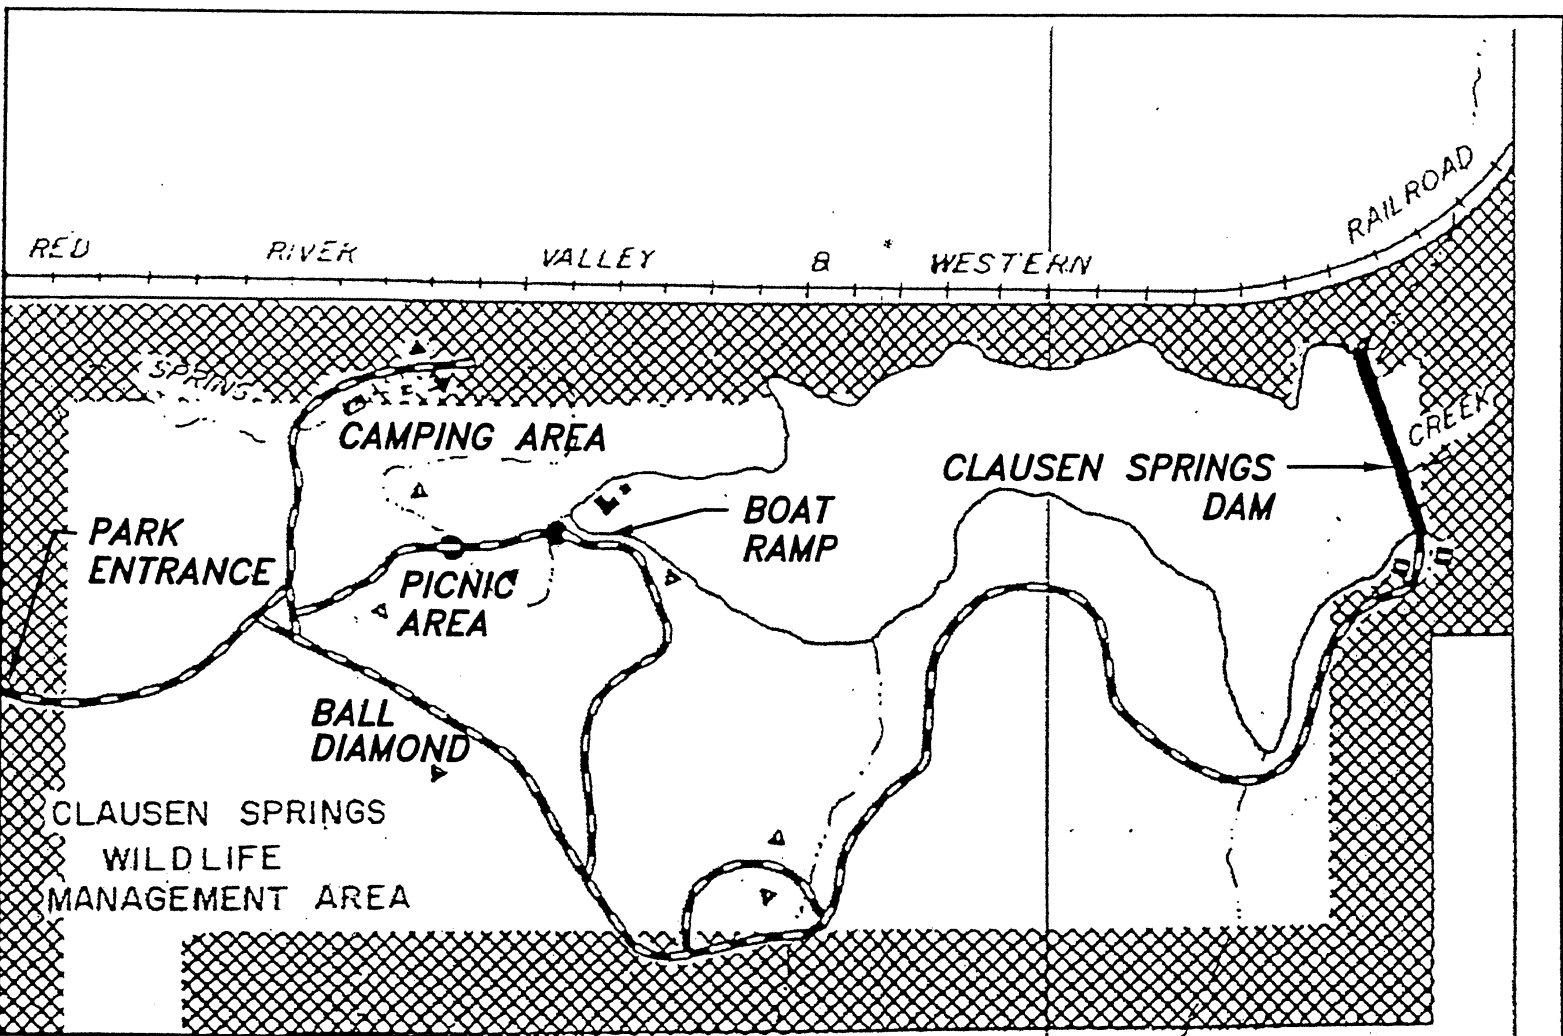 RAILROAD
RED RIVER VALLEY & WESTERN
SPRING
CREEK
CAMPING AREA
CLAUSEN SPRINGS
DAM
BOAT
RAMP
PARK
ENTRANCE
PICNIC
AREA
BALL
DIAMOND
CLAUSEN SPRINGS
WILDLIFE
MANAGEMENT AREA